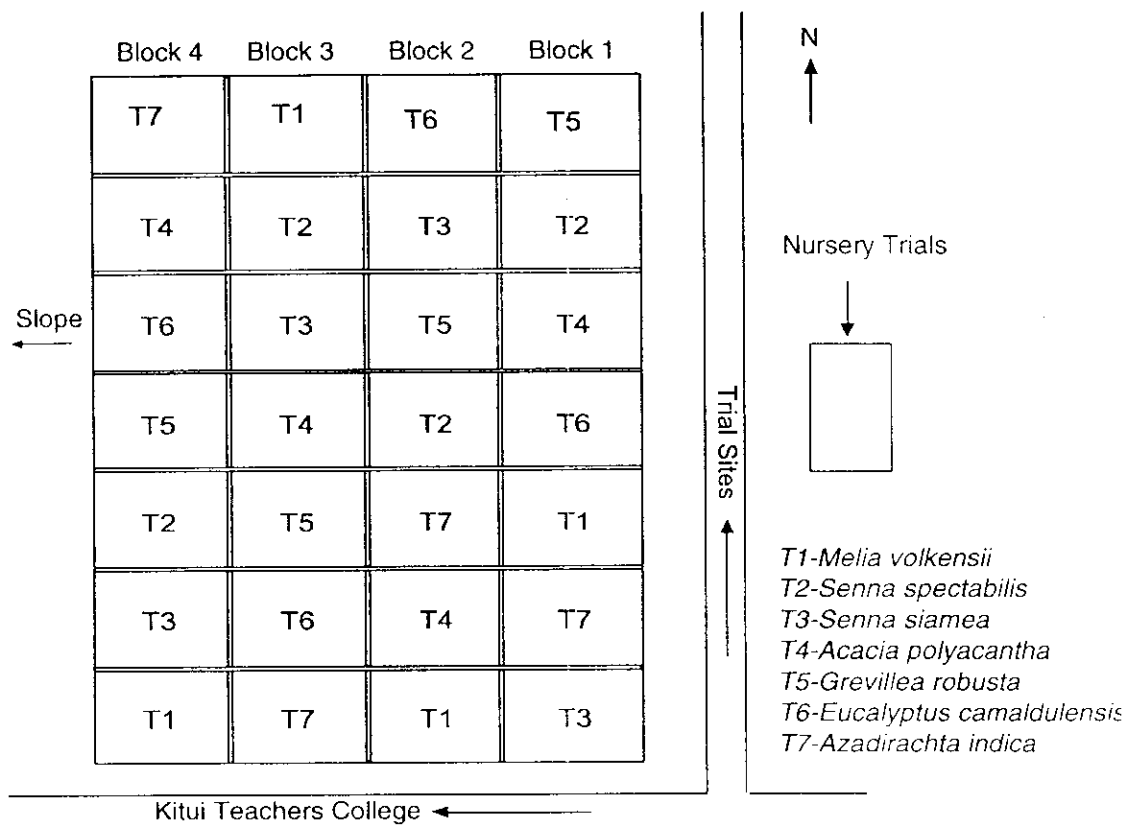 Block 4 Block 3 Block 2 Block 1
N
T7 T1 T6 T5
T4 T2 T3 T2
Nursery Trials
Slope
T6 T3 T5 T4
T5 T4 T2 T6
Trial Sites
T2 T5 T7 T1
T3 T6 T4 T7
T1 T7 T1 T3
T1-Melia volkensii
T2-Senna spectabilis
T3-Senna siamea
T4-Acacia polyacantha
T5-Grevillea robusta
T6-Eucalyptus camaldulensis
T7-Azadirachta indica
Kitui Teachers College